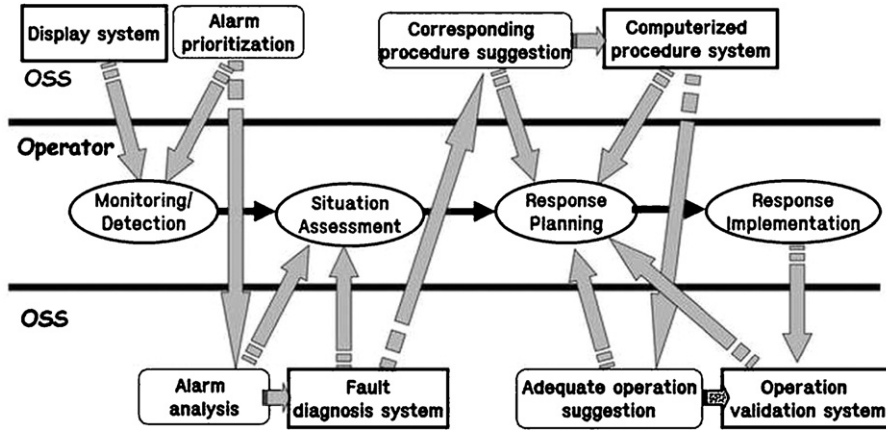 Display system
Alarm
prioritization
Corresponding
procedure suggestion
Computerized
procedure system
OSS
Operator
Monitoring/
Detection
Situation
Assessment
Response
Planning
Response
Implementation
OSS
Alarm
analysis
Fault
diagnosis system
Adequate operation
suggestion
Operation
validation system